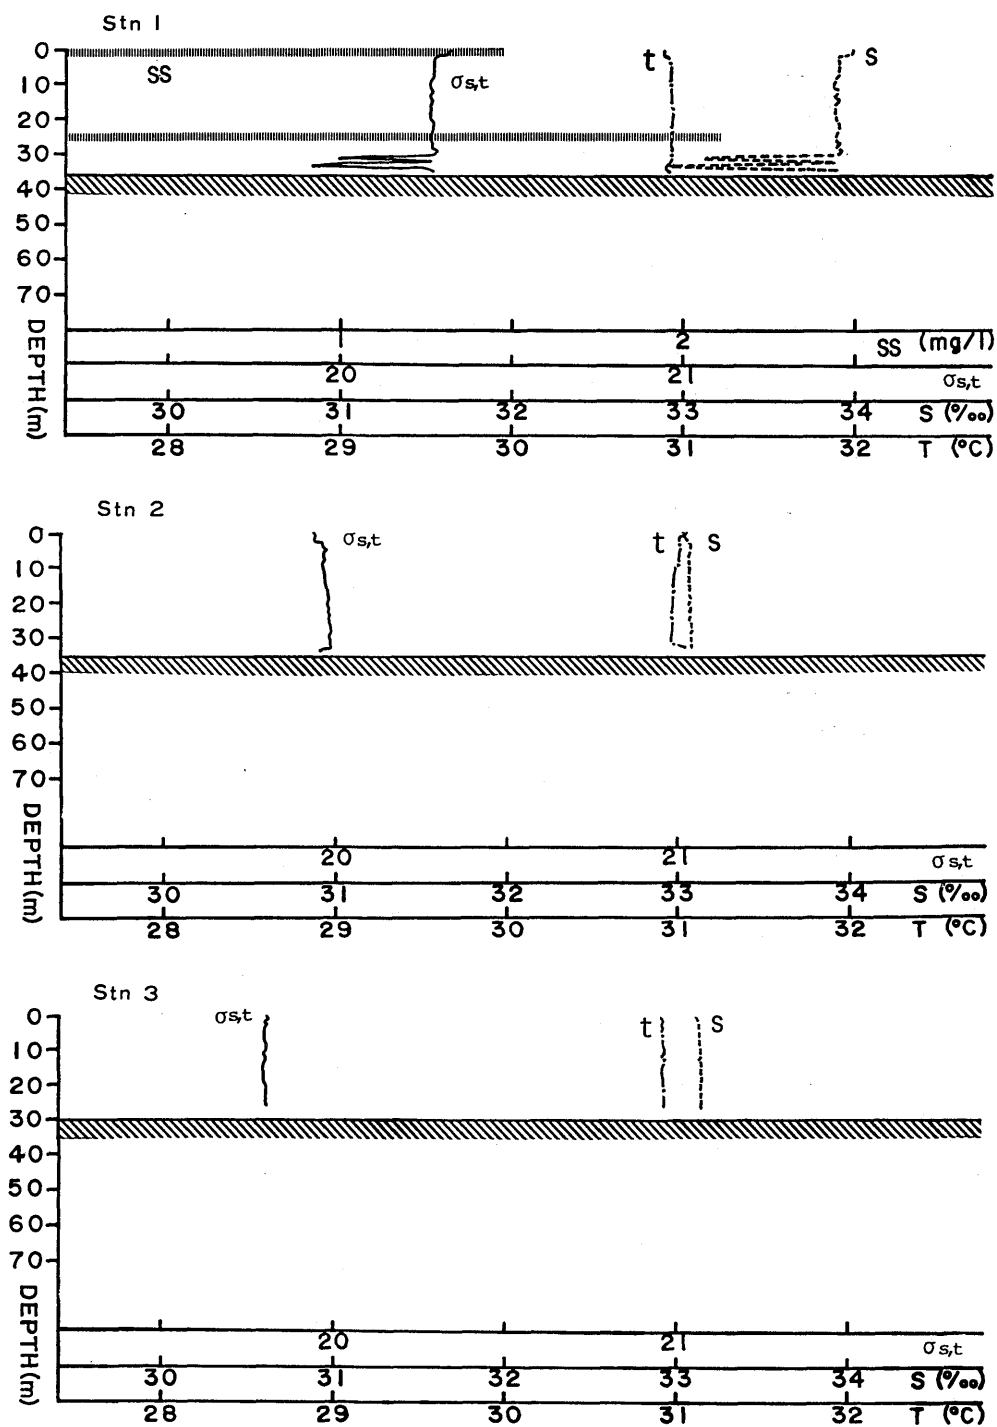 Stn 1
0
SS
σs,t
t
S
10
20
30
40
50
60
70
DEPTH(m)
1 2 SS (mg/l)
20 21 σs,t
30 31 32 33 34 S (‰)
28 29 30 31 32 T (°C)
Stn 2
0
σs,t
t
S
10
20
30
40
50
60
70
DEPTH(m)
20 21 σs,t
30 31 32 33 34 S (‰)
28 29 30 31 32 T (°C)
Stn 3
0
σs,t
t
S
10
20
30
40
50
60
70
DEPTH(m)
20 21 σs,t
30 31 32 33 34 S (‰)
28 29 30 31 32 T (°C)